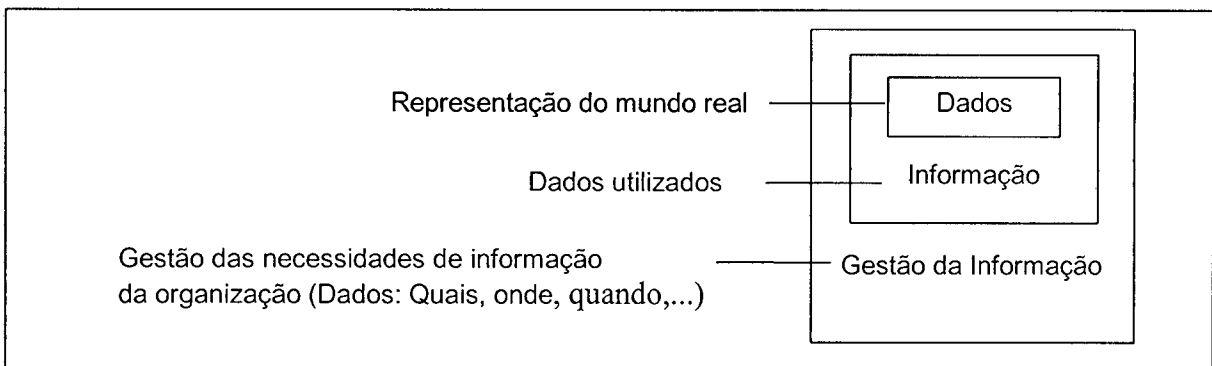 Representação do mundo real
Dados
Dados utilizados
Informação
Gestão das necessidades de informação
da organização (Dados: Quais, onde, quando,...)
Gestão da Informação